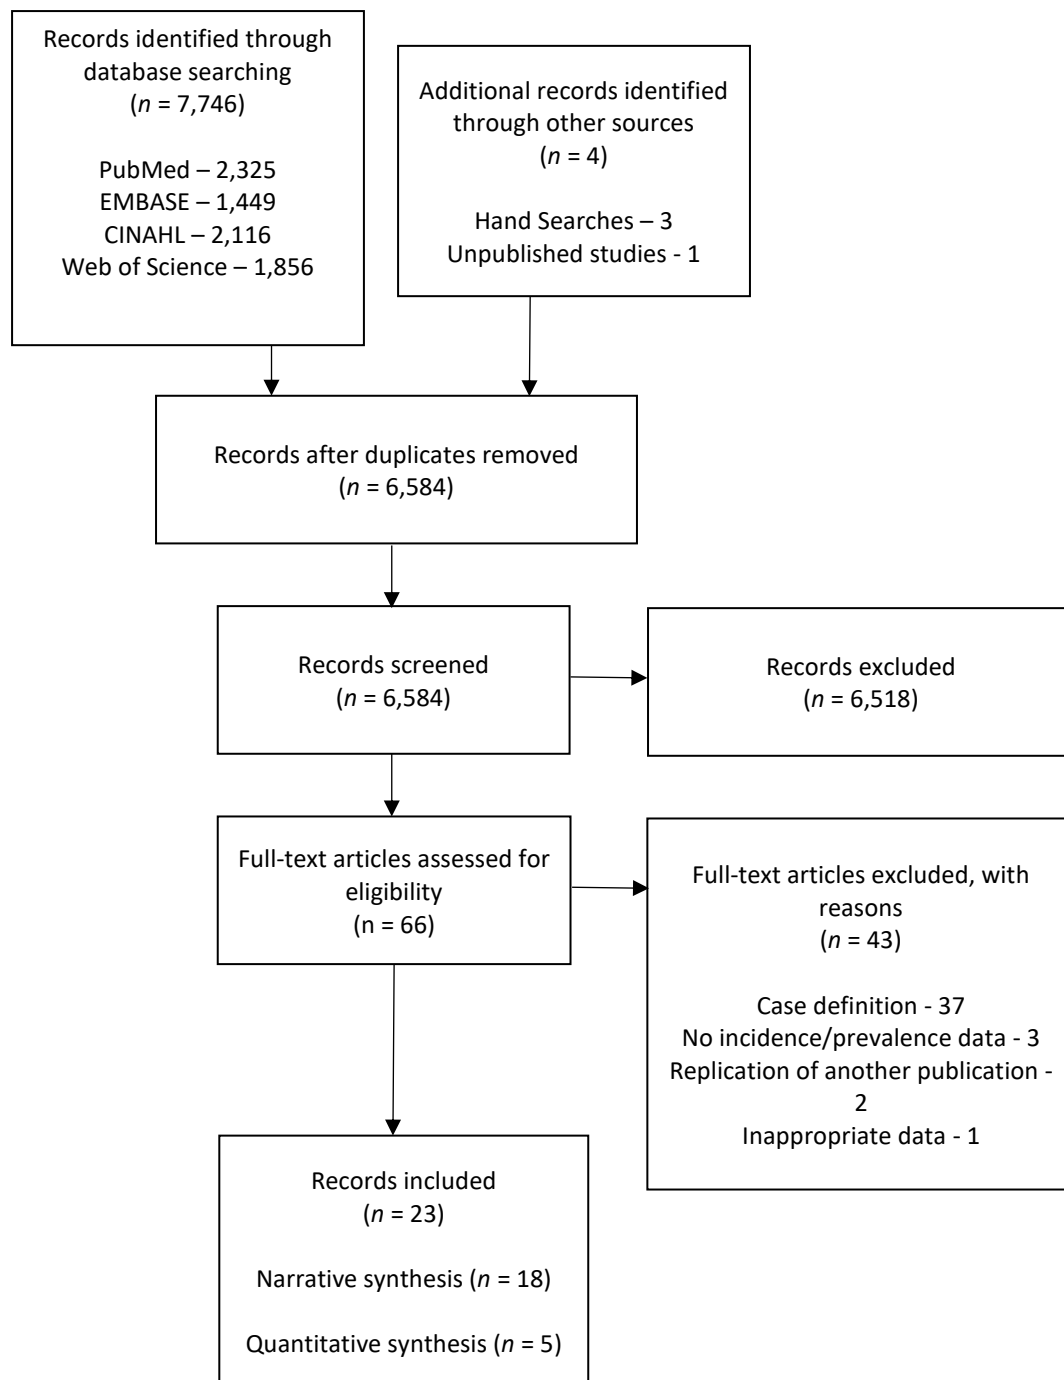 Records identified through
database searching
(n = 7,746)
PubMed – 2,325
EMBASE – 1,449
CINAHL – 2,116
Web of Science – 1,856
Additional records identified
through other sources
(n = 4)
Hand Searches – 3
Unpublished studies - 1
Records after duplicates removed
(n = 6,584)
Records screened
(n = 6,584)
Records excluded
(n = 6,518)
Full-text articles assessed for
eligibility
(n = 66)
Full-text articles excluded, with
reasons
(n = 43)
Case definition - 37
No incidence/prevalence data - 3
Replication of another publication -
2
Inappropriate data - 1
Records included
(n = 23)
Narrative synthesis (n = 18)
Quantitative synthesis (n = 5)